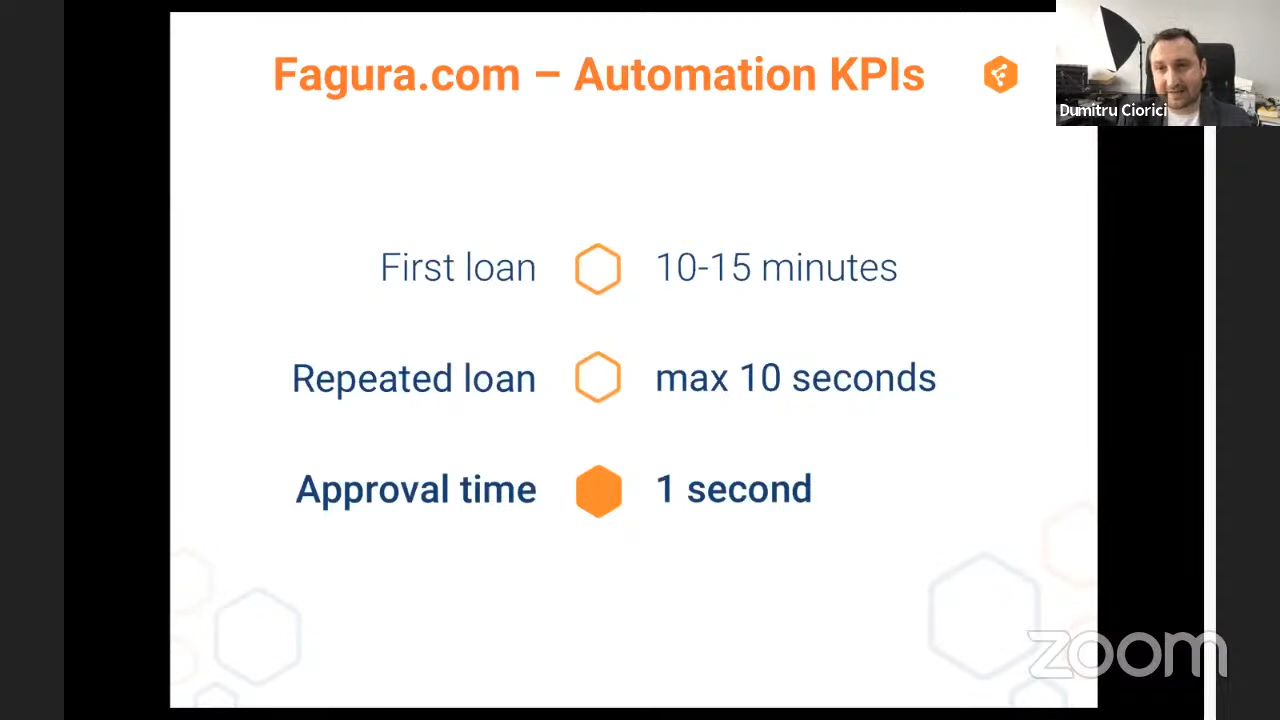 Fagura.com – Automation KPIs
Dumitru Ciorici
First loan
10-15 minutes
Repeated loan
max 10 seconds
Approval time
1 second
zoom